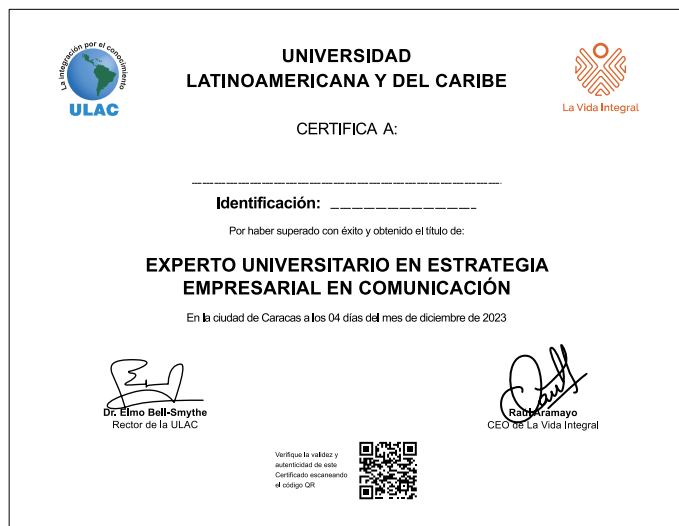 La integración por el conocimiento
ULAC
UNIVERSIDAD
LATINOAMERICANA Y DEL CARIBE
La Vida Integral
CERTIFICA A:
Identificación:
Por haber superado con éxito y obtenido el título de:
EXPERTO UNIVERSITARIO EN ESTRATEGIA
EMPRESARIAL EN COMUNICACIÓN
En la ciudad de Caracas a los 04 días del mes de diciembre de 2023
Dr. Elmo Bell-Smythe
Rector de la ULAC
Raúl Aramayo
CEO de La Vida Integral
Verifique la validez y
autenticidad de este
Certificado escaneando
el código QR